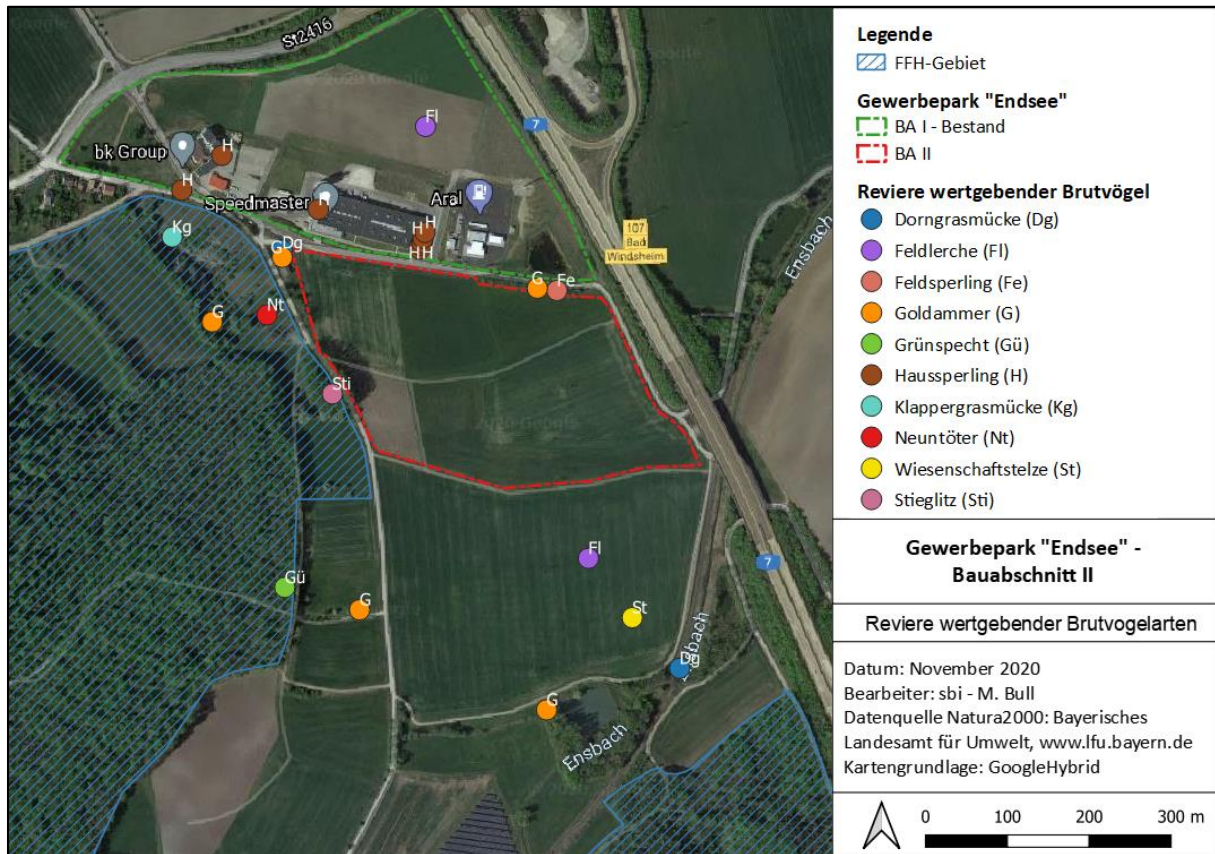 St2416
7
bk Group
H
H
Fl
Speedmaster
H
Aral
H
H
H
H
107
Bad
Windsheim
Ensbach
Kg
G
Dg
G
Fe
G
Nt
Sti
Fl
7
Gü
G
St
Dg
G
Ensbach
Legende
FFH-Gebiet
Gewerbepark "Endsee"
BA I - Bestand
BA II
Reviere wertgebender Brutvögel
Dorngrasmücke (Dg)
Feldlerche (Fl)
Feldsperling (Fe)
Goldammer (G)
Grünspecht (Gü)
Haussperling (H)
Klappergrasmücke (Kg)
Neuntöter (Nt)
Wiesenschaftstelze (St)
Stieglitz (Sti)
Gewerbepark "Endsee" -
Bauabschnitt II
Reviere wertgebender Brutvogelarten
Datum: November 2020
Bearbeiter: sbi - M. Bull
Datenquelle Natura2000: Bayerisches
Landesamt für Umwelt, www.lfu.bayern.de
Kartengrundlage: GoogleHybrid
0 100 200 300 m